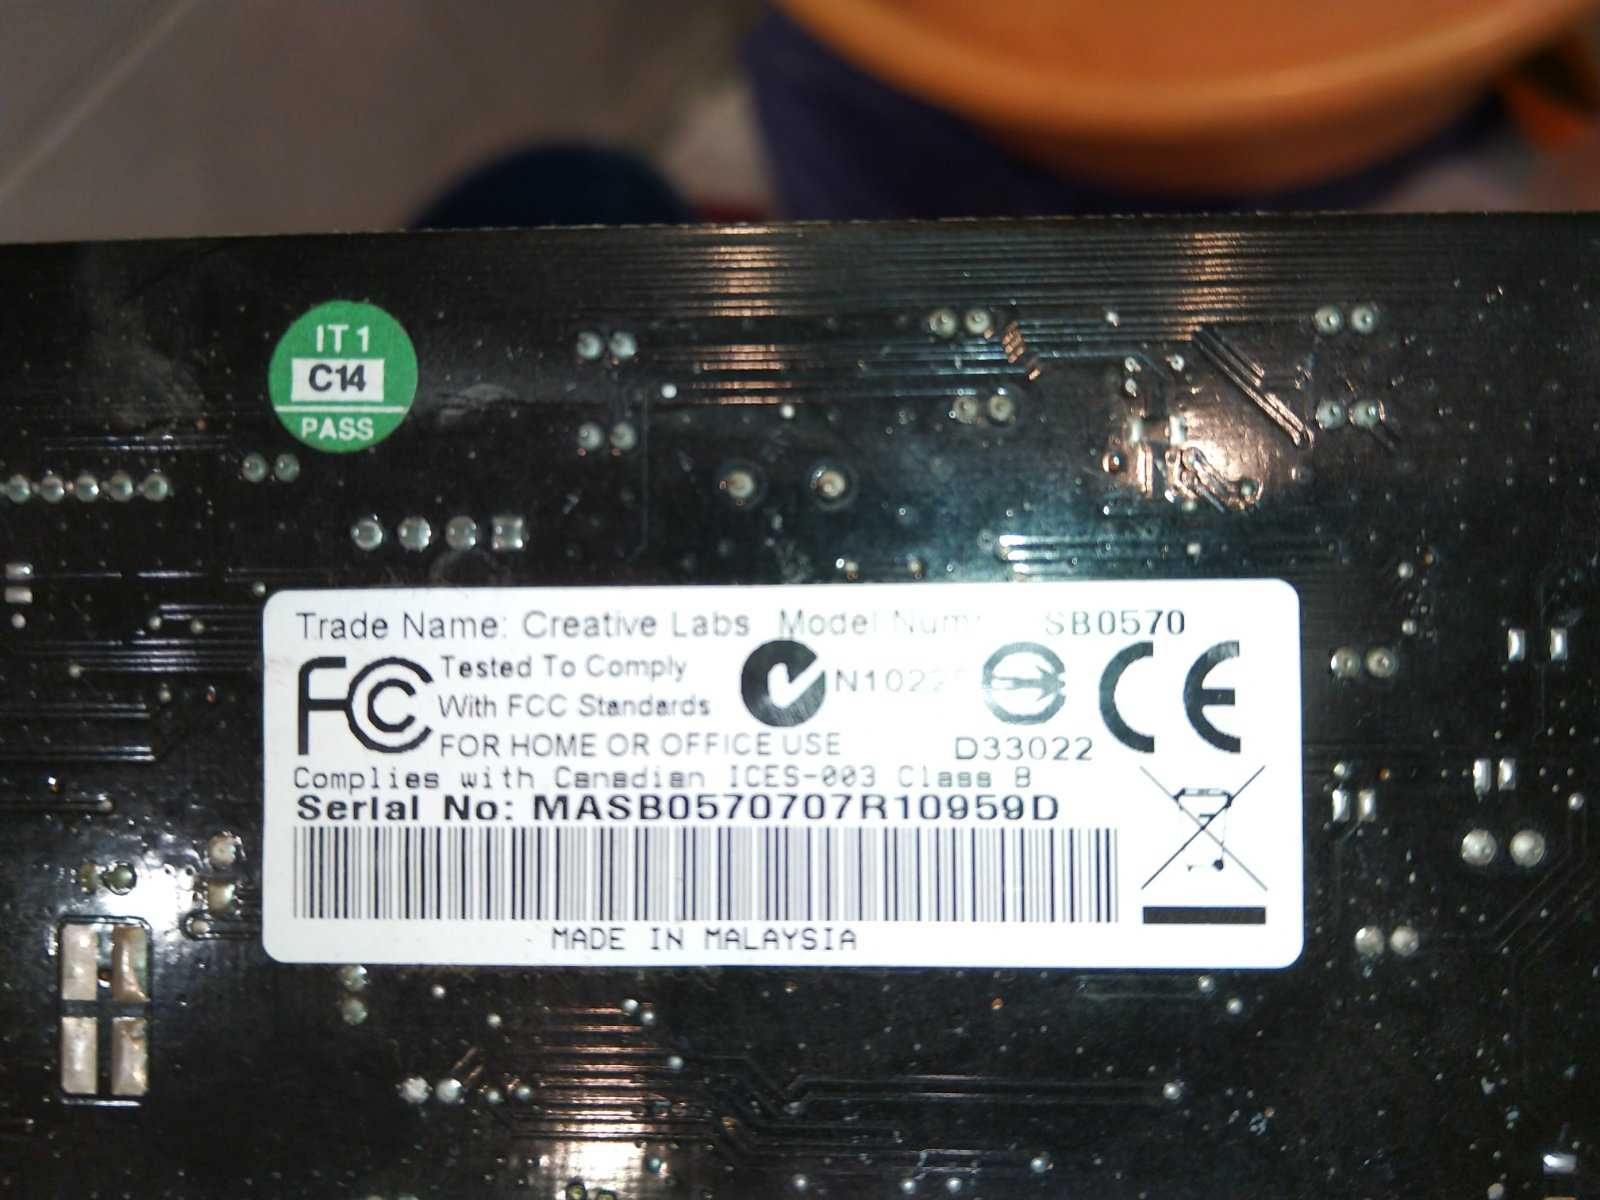 IT1
C14
PASS
Trade Name: Creative Labs Model SB0570
FC Tested To Comply
With FCC Standards
FOR HOME OR OFFICE USE
D33022
CE
Complies with Canadian ICES-003 Class B
Serial No: MASB0570707R10959D
MADE IN MALAYSIA